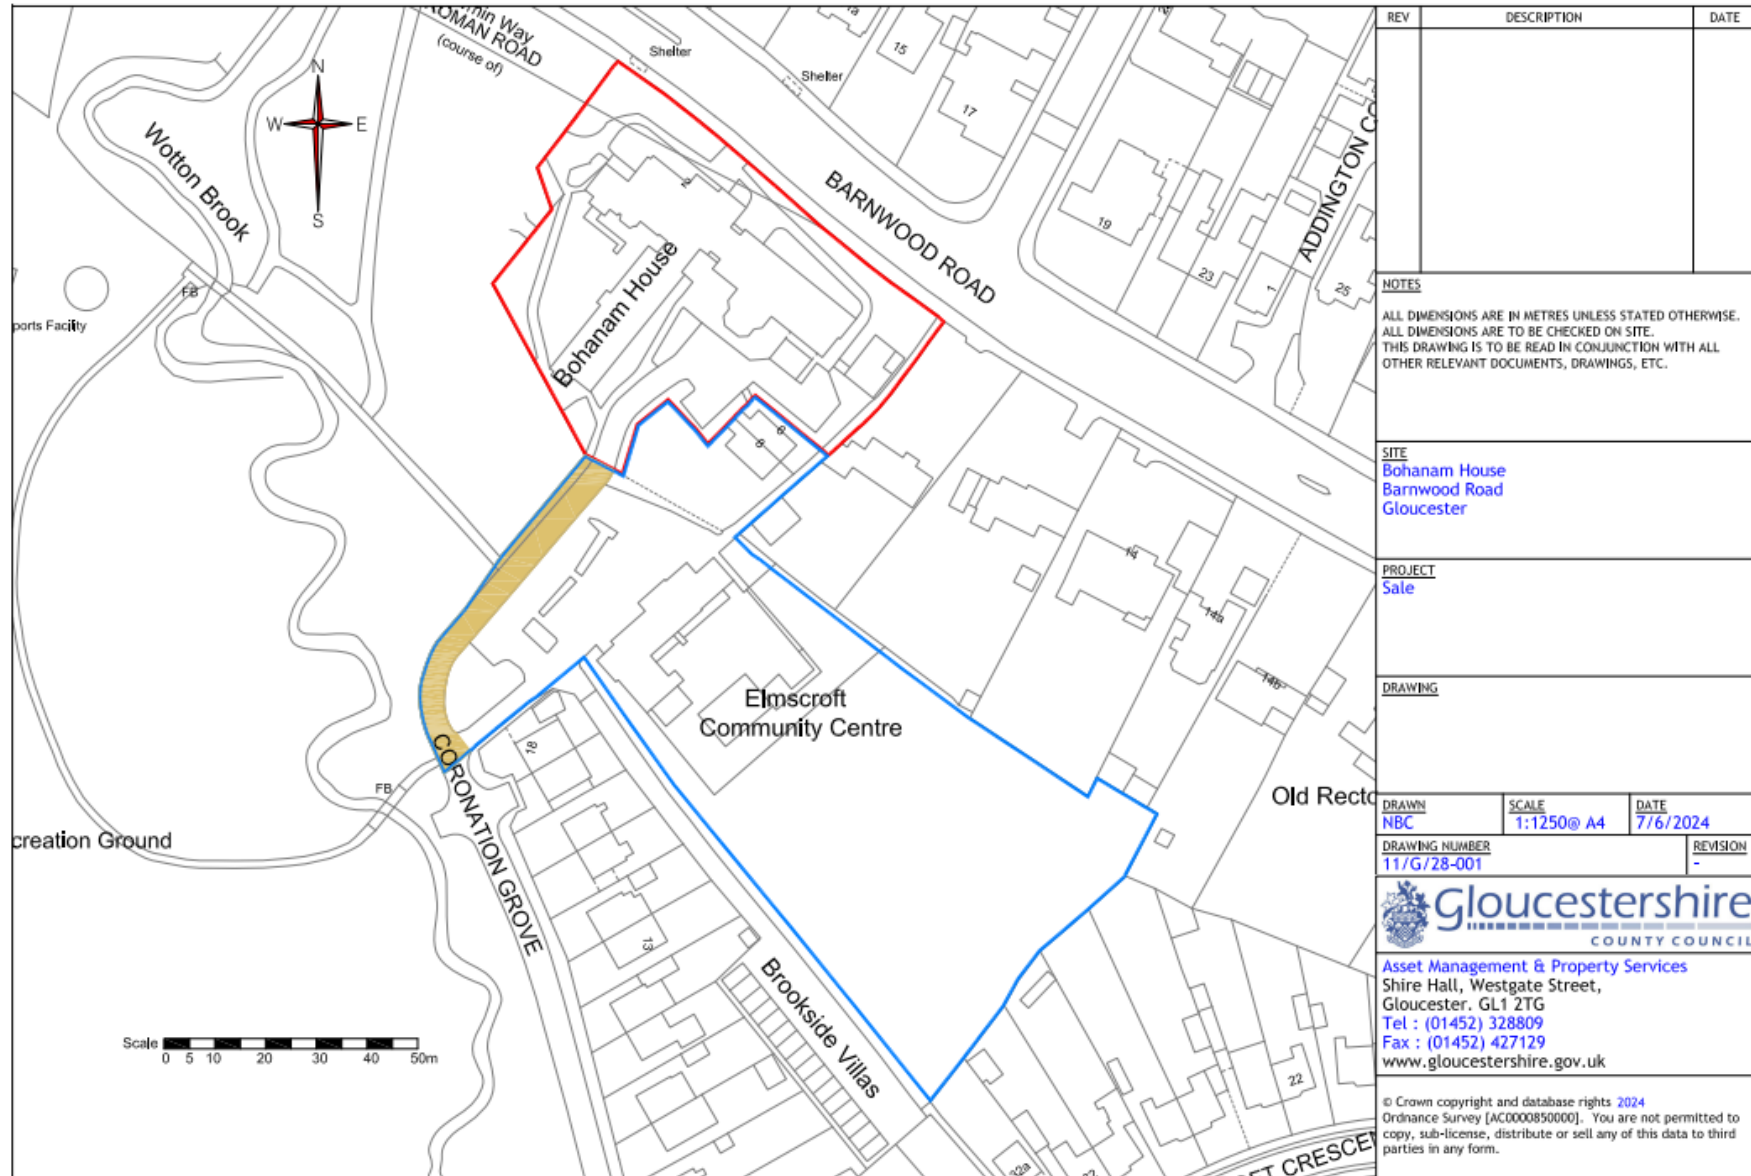 ROMAN ROAD
(course of)
Shelter
Shelter
15
17
19
23
1
25
BARNWOOD ROAD
ADDINGTON
N
W
E
S
Wotton Brook
FB
ports Facility
2
Bohanam House
6
8
14
14a
14b
Elmscroft
Community Centre
Old Recto
18
FB
CORONATION GROVE
creation Ground
13
Brookside Villas
22
32a
CRESCEN
Scale
0 5 10 20 30 40 50m
REV DESCRIPTION DATE
NOTES
ALL DIMENSIONS ARE IN METRES UNLESS STATED OTHERWISE.
ALL DIMENSIONS ARE TO BE CHECKED ON SITE.
THIS DRAWING IS TO BE READ IN CONJUNCTION WITH ALL
OTHER RELEVANT DOCUMENTS, DRAWINGS, ETC.
SITE
Bohanam House
Barnwood Road
Gloucester
PROJECT
Sale
DRAWING
DRAWN SCALE DATE
NBC 1:1250@ A4 7/6/2024
DRAWING NUMBER REVISION
11/G/28-001 -
Gloucestershire
COUNTY COUNCIL
Asset Management & Property Services
Shire Hall, Westgate Street,
Gloucester. GL1 2TG
Tel : (01452) 328809
Fax : (01452) 427129
www.gloucestershire.gov.uk
© Crown copyright and database rights 2024
Ordnance Survey [AC0000850000]. You are not permitted to
copy, sub-license, distribute or sell any of this data to third
parties in any form.